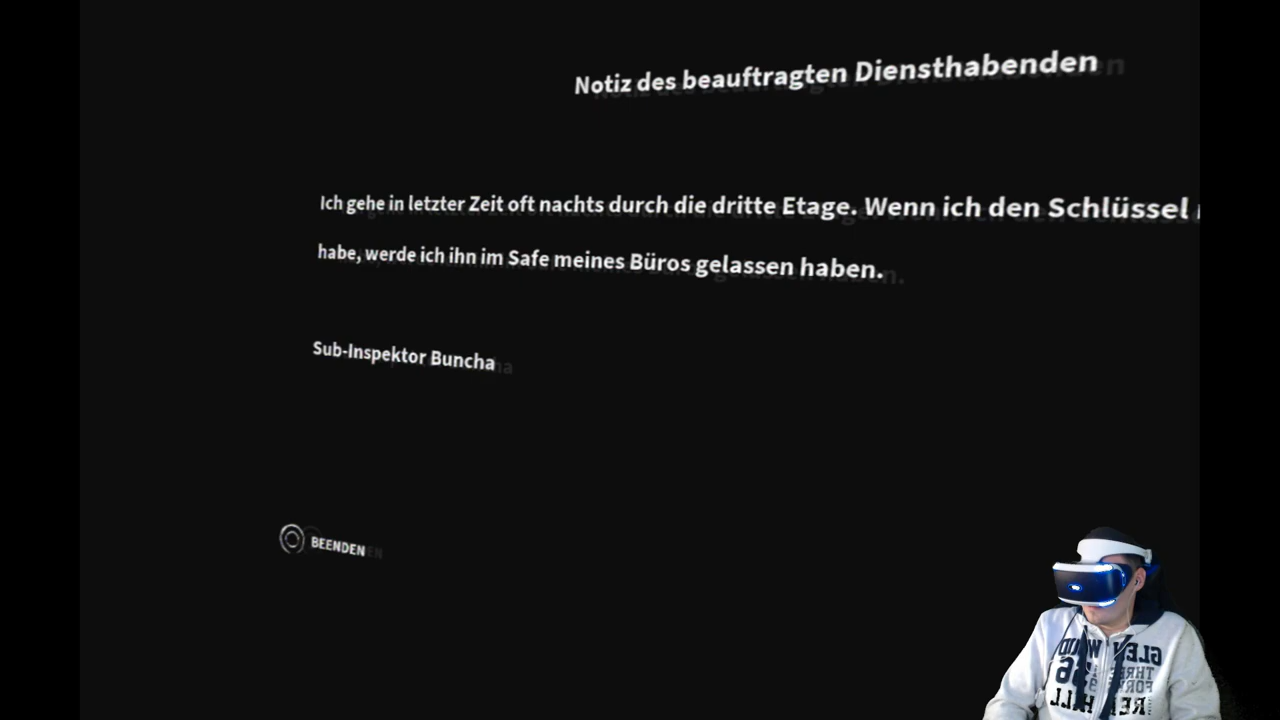 Notiz des beauftragten Diensthabenden
Ich gehe in letzter Zeit oft nachts durch die dritte Etage. Wenn ich den Schlüssel
habe, werde ich ihn im Safe meines Büros gelassen haben.
Sub-Inspektor Buncha
BEENDEN